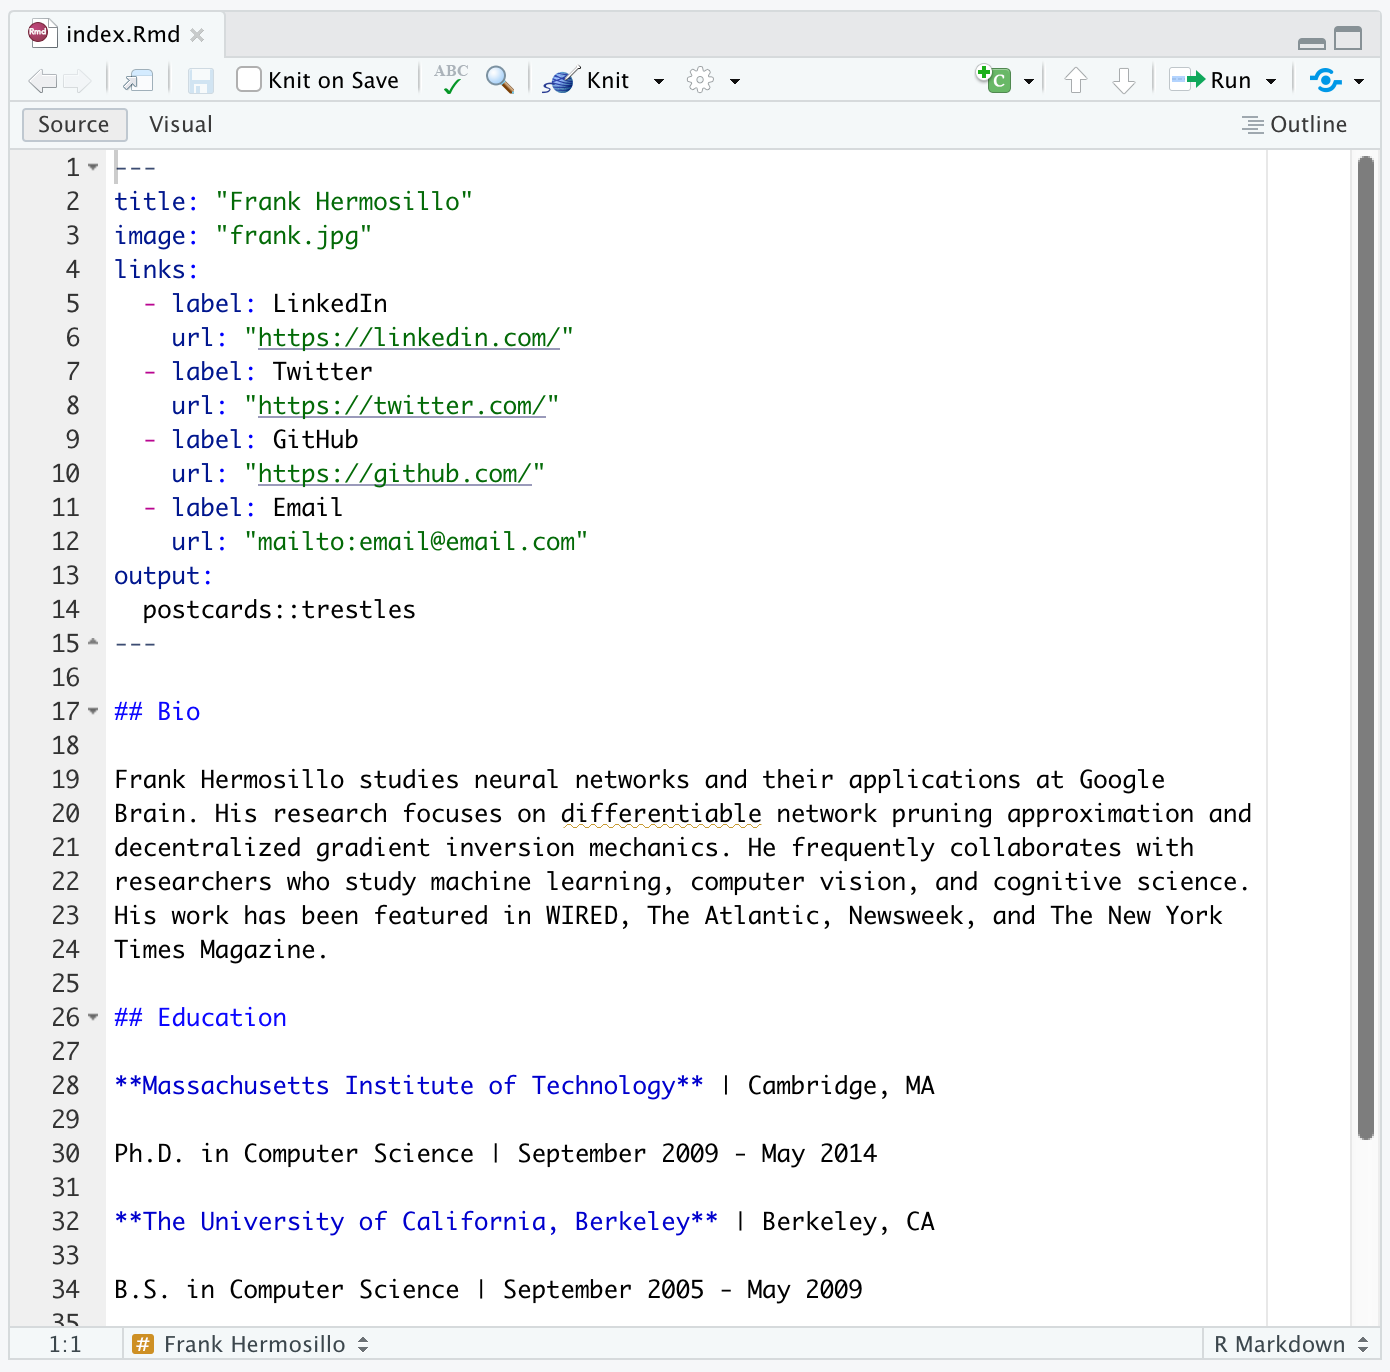 index.Rmd
Knit on Save ABC Knit Run
Source Visual Outline
1 ---
2 title: "Frank Hermosillo"
3 image: "frank.jpg"
4 links:
5   - label: LinkedIn
6     url: "https://linkedin.com/"
7   - label: Twitter
8     url: "https://twitter.com/"
9   - label: GitHub
10     url: "https://github.com/"
11   - label: Email
12     url: "mailto:email@email.com"
13 output:
14   postcards::trestles
15 ---
16
17 ## Bio
18
19 Frank Hermosillo studies neural networks and their applications at Google
20 Brain. His research focuses on differentiable network pruning approximation and
21 decentralized gradient inversion mechanics. He frequently collaborates with
22 researchers who study machine learning, computer vision, and cognitive science.
23 His work has been featured in WIRED, The Atlantic, Newsweek, and The New York
24 Times Magazine.
25
26 ## Education
27
28 **Massachusetts Institute of Technology** | Cambridge, MA
29
30 Ph.D. in Computer Science | September 2009 - May 2014
31
32 **The University of California, Berkeley** | Berkeley, CA
33
34 B.S. in Computer Science | September 2005 - May 2009
35
1:1 # Frank Hermosillo R Markdown